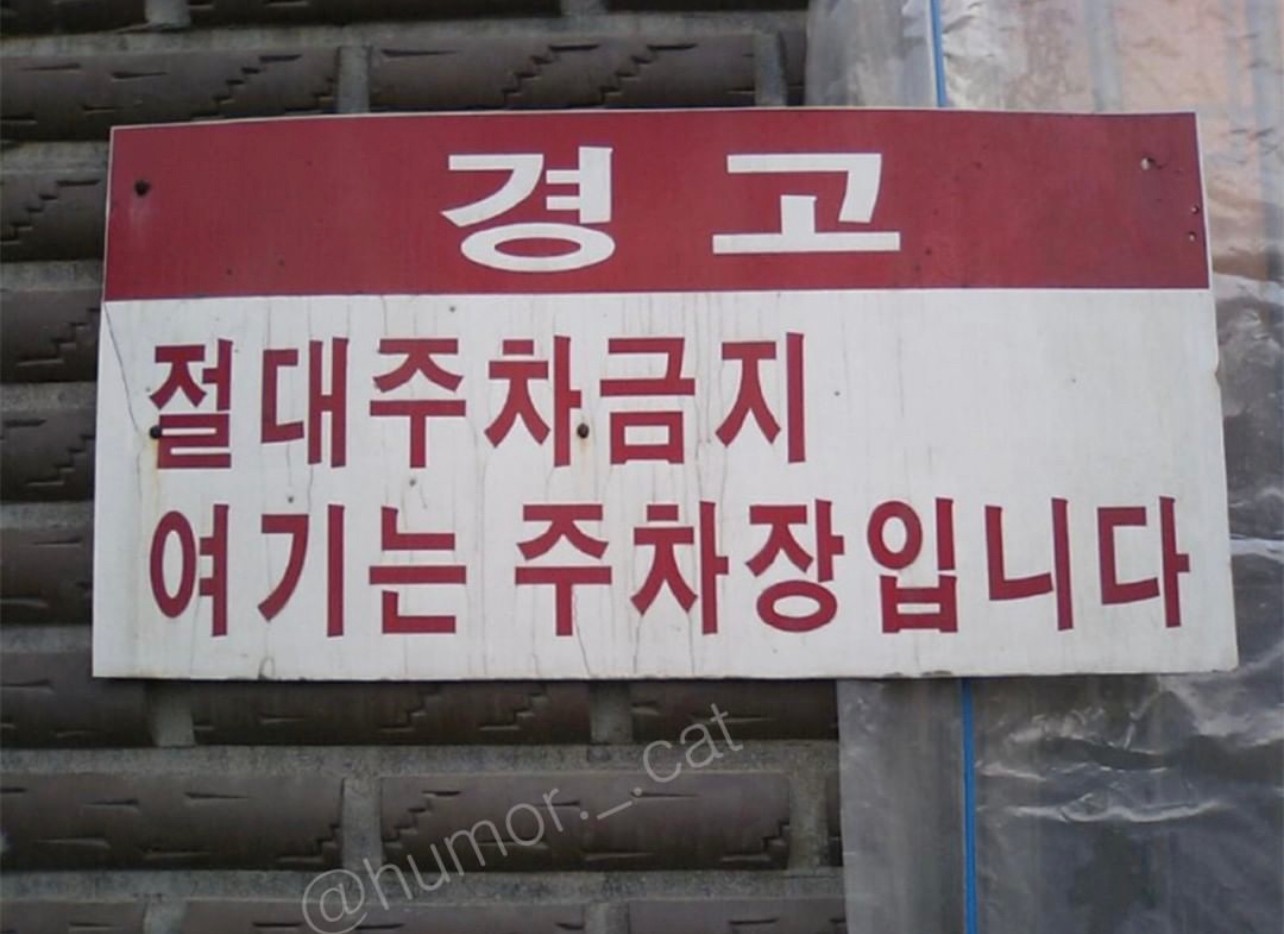 경고
절대주차금지
여기는 주차장입니다
@humor._.cat